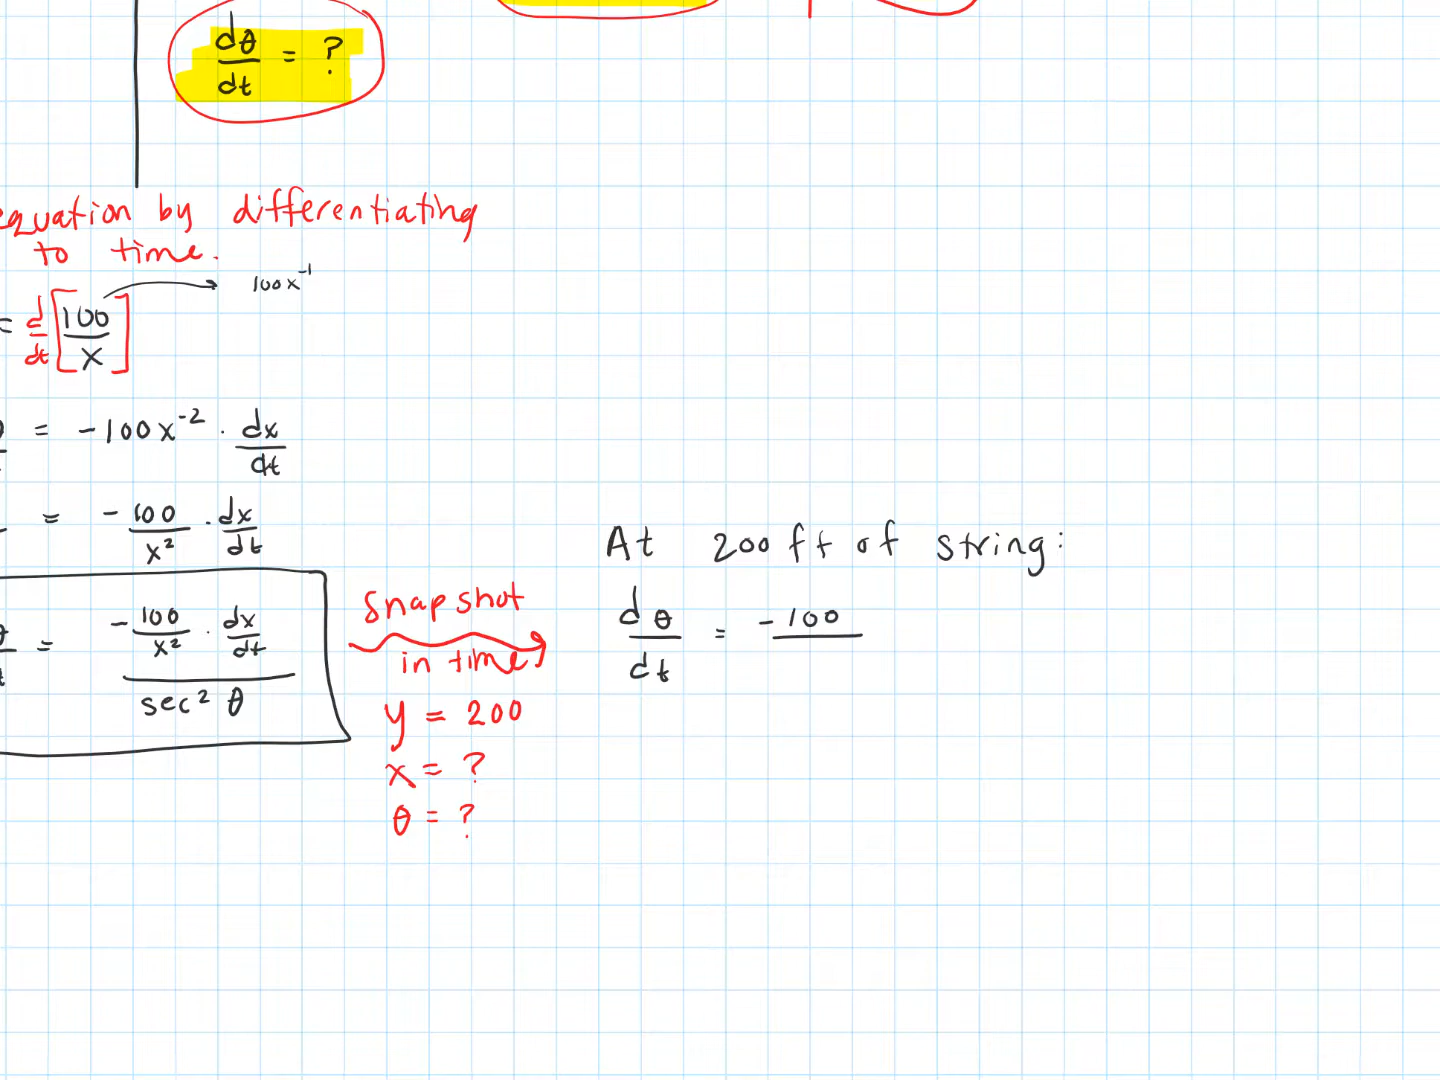 dθ/dt = ?
equation by differentiating
to time.
= d/dt [100/x] → 100x⁻¹
= -100x⁻² · dx/dt
= -100/x² · dx/dt
= (-100/x² · dx/dt)/(sec² θ)
Snapshot
in time
y = 200
x = ?
θ = ?
At 200 ft of string:
dθ/dt = -100